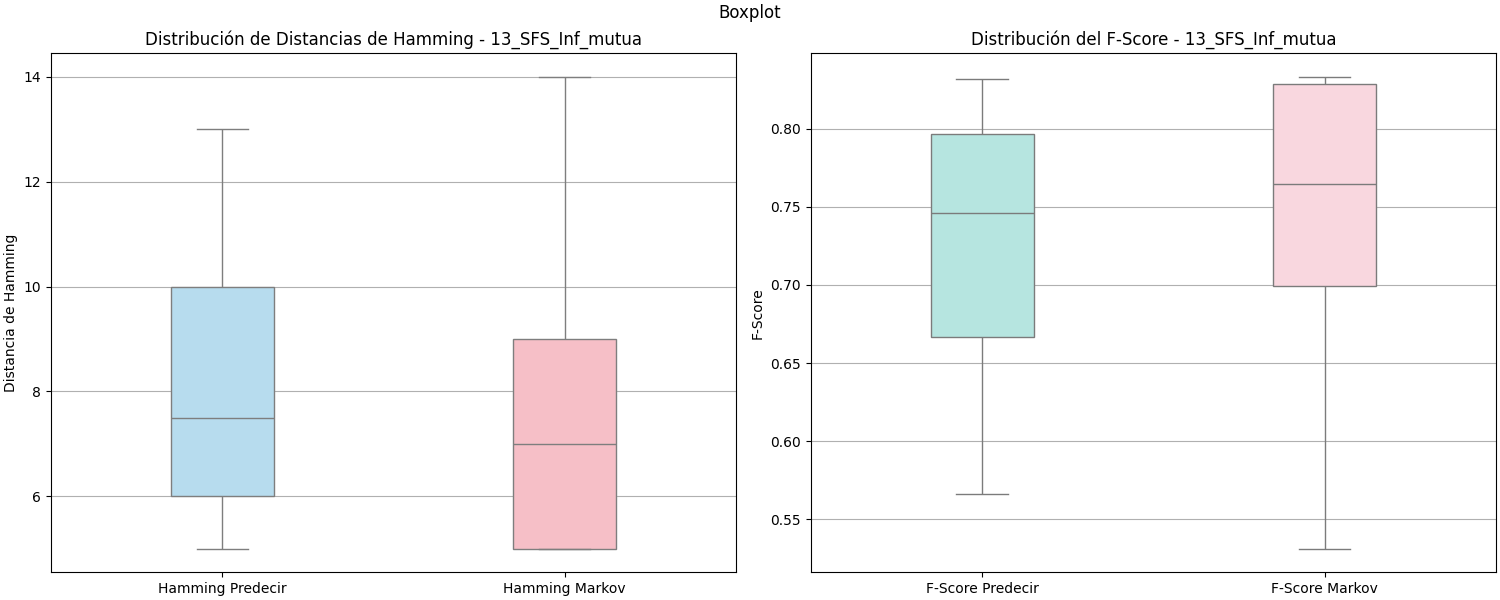 Boxplot
Distribución de Distancias de Hamming - 13_SFS_Inf_mutua
Distancia de Hamming
14
12
10
8
6
Hamming Predecir
Hamming Markov
Distribución del F-Score - 13_SFS_Inf_mutua
F-Score
0.80
0.75
0.70
0.65
0.60
0.55
F-Score Predecir
F-Score Markov